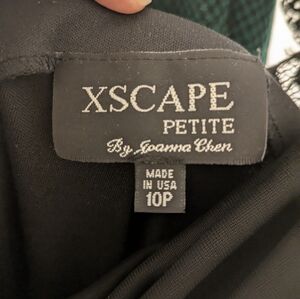 XSCAPE
PETITE
By Joanna Chen
MADE
IN USA
10P